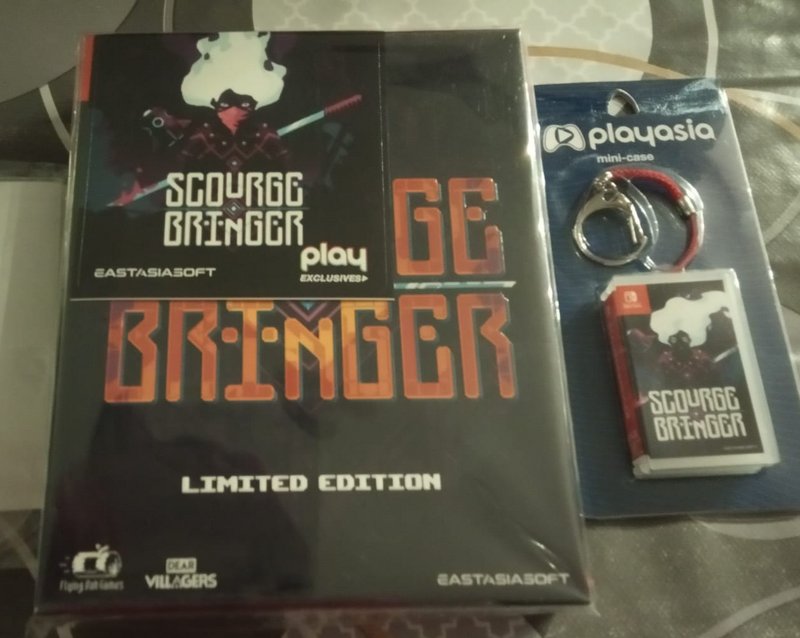 SCOURGE
BRINGER
EASTASIASOFT
play
EXCLUSIVES
GE
BRINGER
LIMITED EDITION
Flying Oak Games
DEAR
VILLAGERS
EASTASIASOFT
playasia
mini-case
SCOURGE
BRINGER